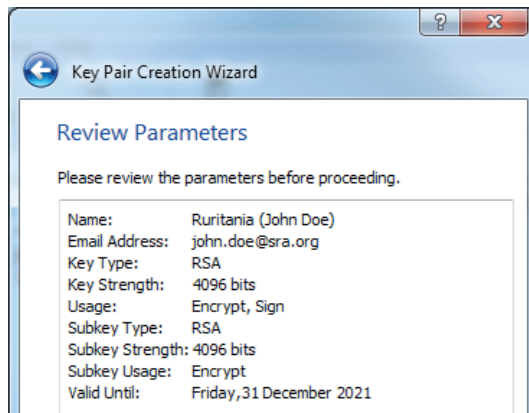 Key Pair Creation Wizard
Review Parameters
Please review the parameters before proceeding.
Name: Ruritania (John Doe)
Email Address: john.doe@sra.org
Key Type: RSA
Key Strength: 4096 bits
Usage: Encrypt, Sign
Subkey Type: RSA
Subkey Strength: 4096 bits
Subkey Usage: Encrypt
Valid Until: Friday,31 December 2021